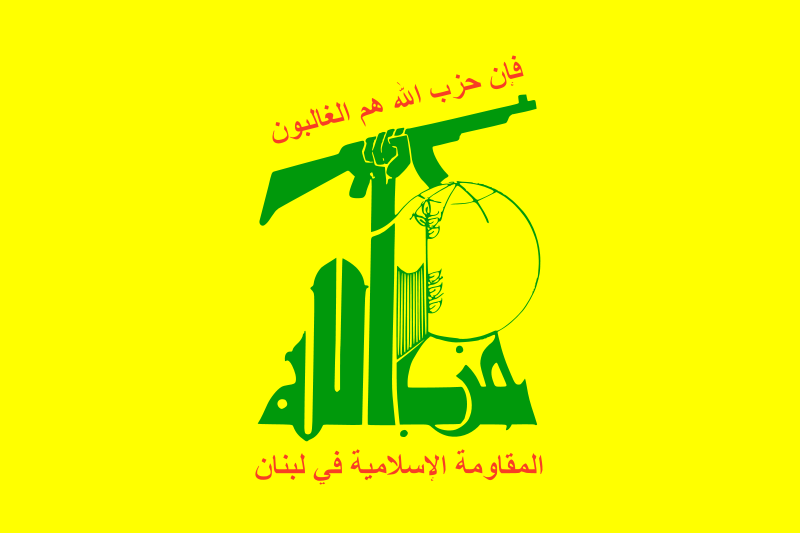 فإن حزب الله هم الغالبون
حزب الله
المقاومة الإسلامية في لبنان